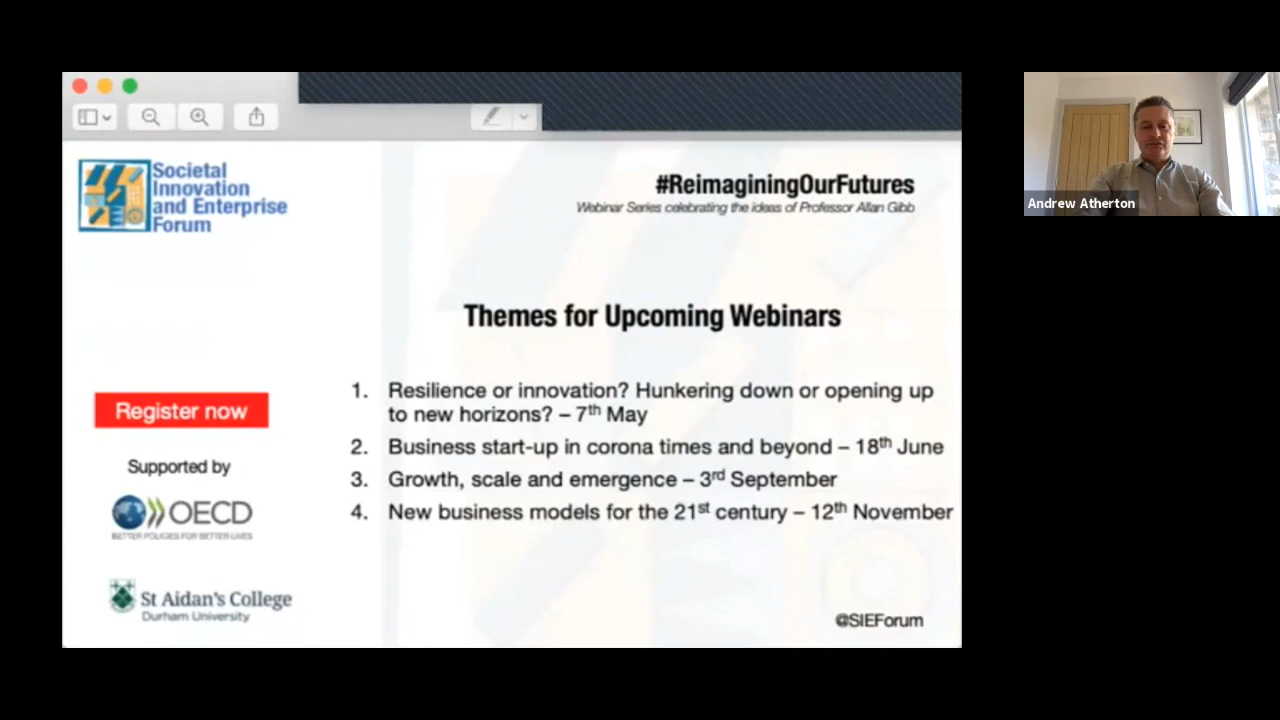 Societal
Innovation
and Enterprise
Forum
#ReimaginingOurFutures
Webinar Series celebrating the ideas of Professor Allan Gibb
Themes for Upcoming Webinars
1. Resilience or innovation? Hunkering down or opening up
to new horizons? – 7th May
2. Business start-up in corona times and beyond – 18th June
3. Growth, scale and emergence – 3rd September
4. New business models for the 21st century – 12th November
Register now
Supported by
OECD
BETTER POLICIES FOR BETTER LIVES
St Aidan's College
Durham University
@SIEForum
Andrew Atherton